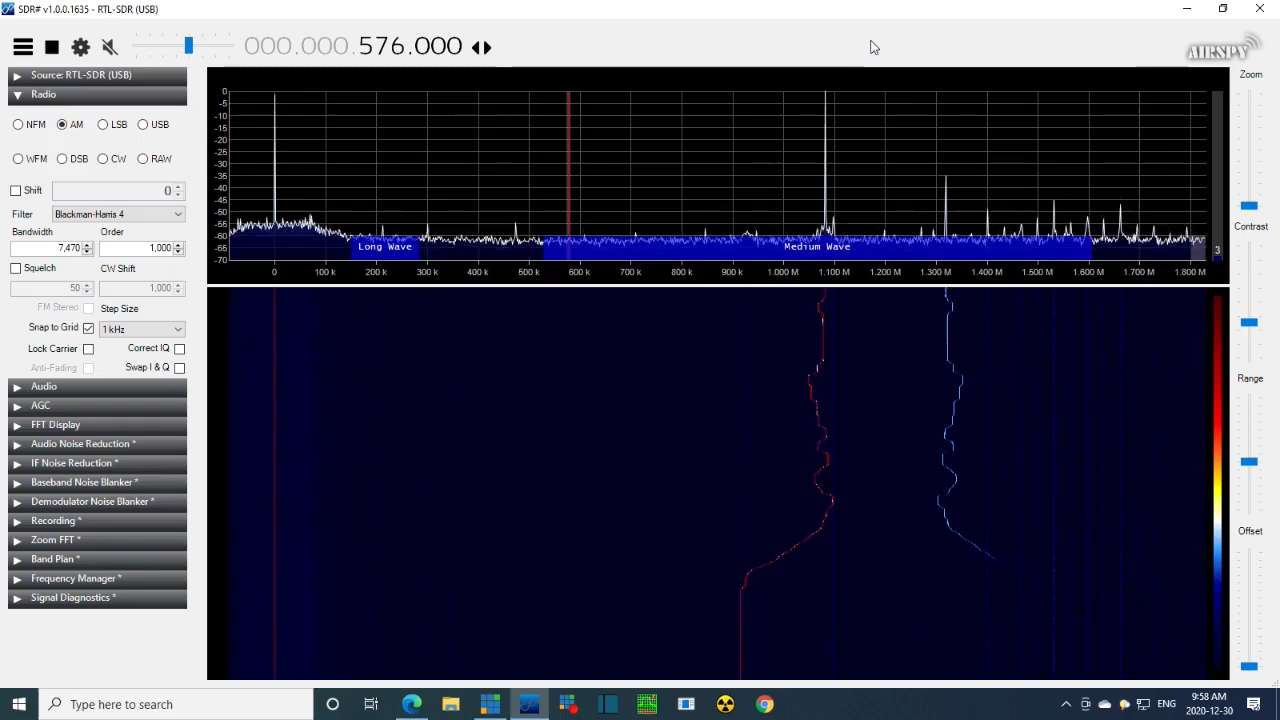 SDR# v1.0.0.1635 - RTL-SDR (USB)
000.000.576.000
AIRSPY
Source: RTL-SDR (USB)
Radio
NFM AM LSB USB
WFM DSB CW RAW
Shift 0
Filter Blackman-Harris 4
Bandwidth Order
7,470 1,000
Squelch CW Shift
50 1,000
FM Stereo Step Size
Snap to Grid 1 kHz
Lock Carrier Correct IQ
Anti-Fading Swap I & Q
Audio
AGC
FFT Display
Audio Noise Reduction *
IF Noise Reduction *
Baseband Noise Blanker *
Demodulator Noise Blanker *
Recording *
Zoom FFT *
Band Plan *
Frequency Manager *
Signal Diagnostics *
0
-5
-10
-15
-20
-25
-30
-35
-40
-45
-50
-55
-60
-65
-70
Long Wave Medium Wave
3
0 100 k 200 k 300 k 400 k 500 k 600 k 700 k 800 k 900 k 1.000 M 1.100 M 1.200 M 1.300 M 1.400 M 1.500 M 1.600 M 1.700 M 1.800 M
Zoom
Contrast
Range
Offset
Type here to search
ENG
9:58 AM
2020-12-30